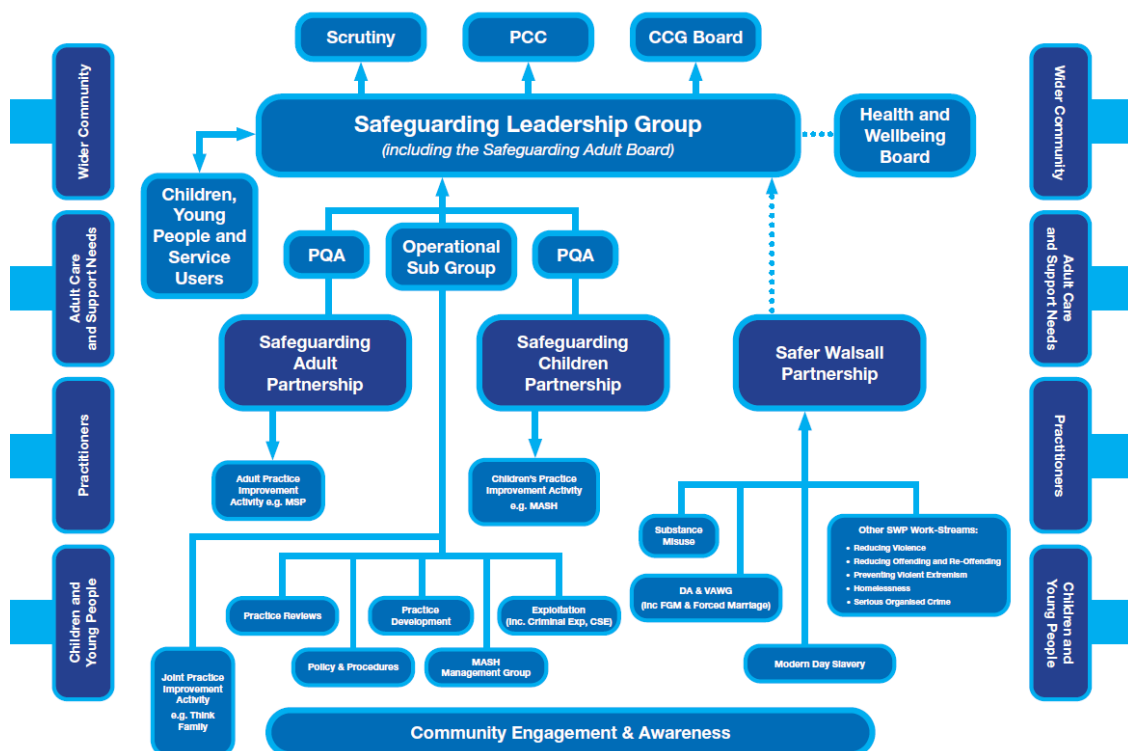 Scrutiny
PCC
CCG Board
Wider Community
Wider Community
Safeguarding Leadership Group
(including the Safeguarding Adult Board)
Health and
Wellbeing
Board
Children,
Young
People and
Service
Users
PQA
Operational
Sub Group
PQA
Adult Care
and Support Needs
Adult Care
and Support Needs
Safeguarding
Adult
Partnership
Safeguarding
Children
Partnership
Safer Walsall
Partnership
Practitioners
Practitioners
Adult Practice
Improvement
Activity e.g. MSP
Children's Practice
Improvement Activity
e.g. MASH
Substance
Misuse
Other SWP Work-Streams:
• Reducing Violence
• Reducing Offending and Re-Offending
• Preventing Violent Extremism
• Homelessness
• Serious Organised Crime
DA & VAWG
(inc FGM & Forced Marriage)
Children and
Young People
Children and
Young People
Practice Reviews
Practice
Development
Exploitation
(inc. Criminal Exp, CSE)
Policy & Procedures
MASH
Management Group
Modern Day Slavery
Joint Practice
Improvement
Activity
e.g. Think
Family
Community Engagement & Awareness